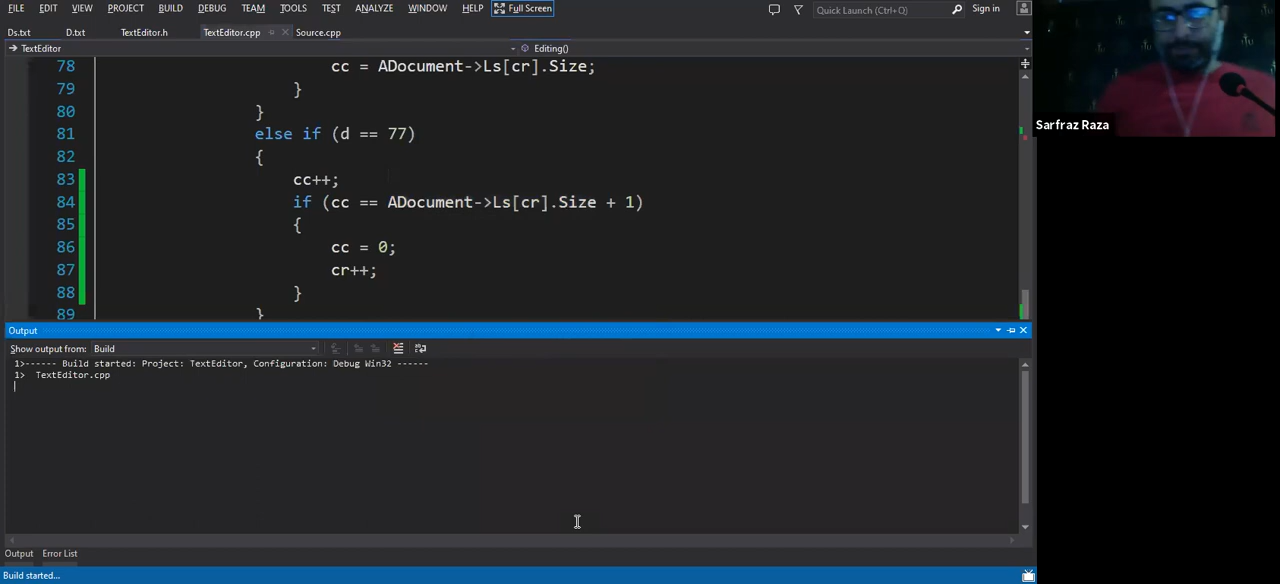 FILE EDIT VIEW PROJECT BUILD DEBUG TEAM TOOLS TEST ANALYZE WINDOW HELP Full Screen Quick Launch (Ctrl+Q) Sign in
Ds.txt D.txt TextEditor.h TextEditor.cpp Source.cpp
TextEditor Editing()
78 cc = ADocument->Ls[cr].Size;
79 }
80 }
81 else if (d == 77)
82 {
83 cc++;
84 if (cc == ADocument->Ls[cr].Size + 1)
85 {
86 cc = 0;
87 cr++;
88 }
89 }
Sarfraz Raza
Output
Show output from: Build
1>------ Build started: Project: TextEditor, Configuration: Debug Win32 ------
1> TextEditor.cpp
Output Error List
Build started...